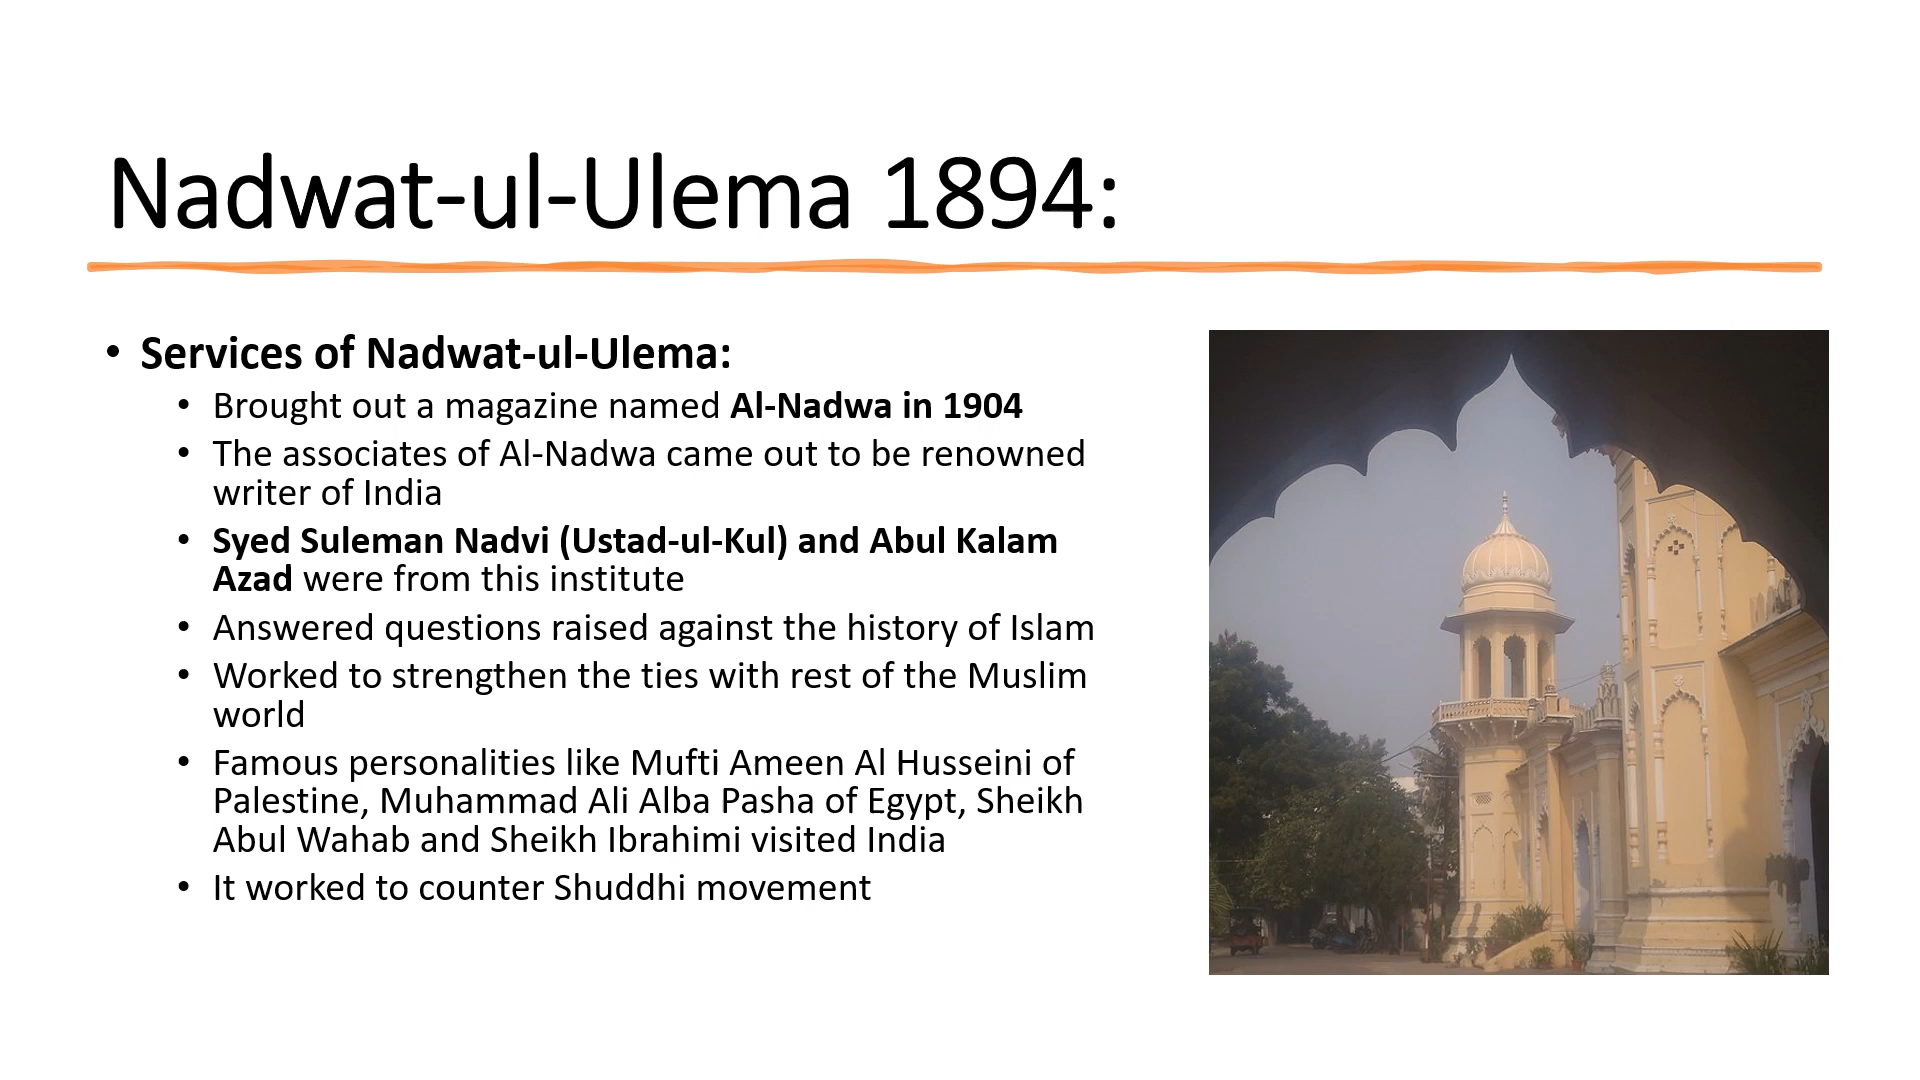 Nadwat-ul-Ulema 1894:
• Services of Nadwat-ul-Ulema:
• Brought out a magazine named Al-Nadwa in 1904
• The associates of Al-Nadwa came out to be renowned
writer of India
• Syed Suleman Nadvi (Ustad-ul-Kul) and Abul Kalam
Azad were from this institute
• Answered questions raised against the history of Islam
• Worked to strengthen the ties with rest of the Muslim
world
• Famous personalities like Mufti Ameen Al Husseini of
Palestine, Muhammad Ali Alba Pasha of Egypt, Sheikh
Abul Wahab and Sheikh Ibrahimi visited India
• It worked to counter Shuddhi movement